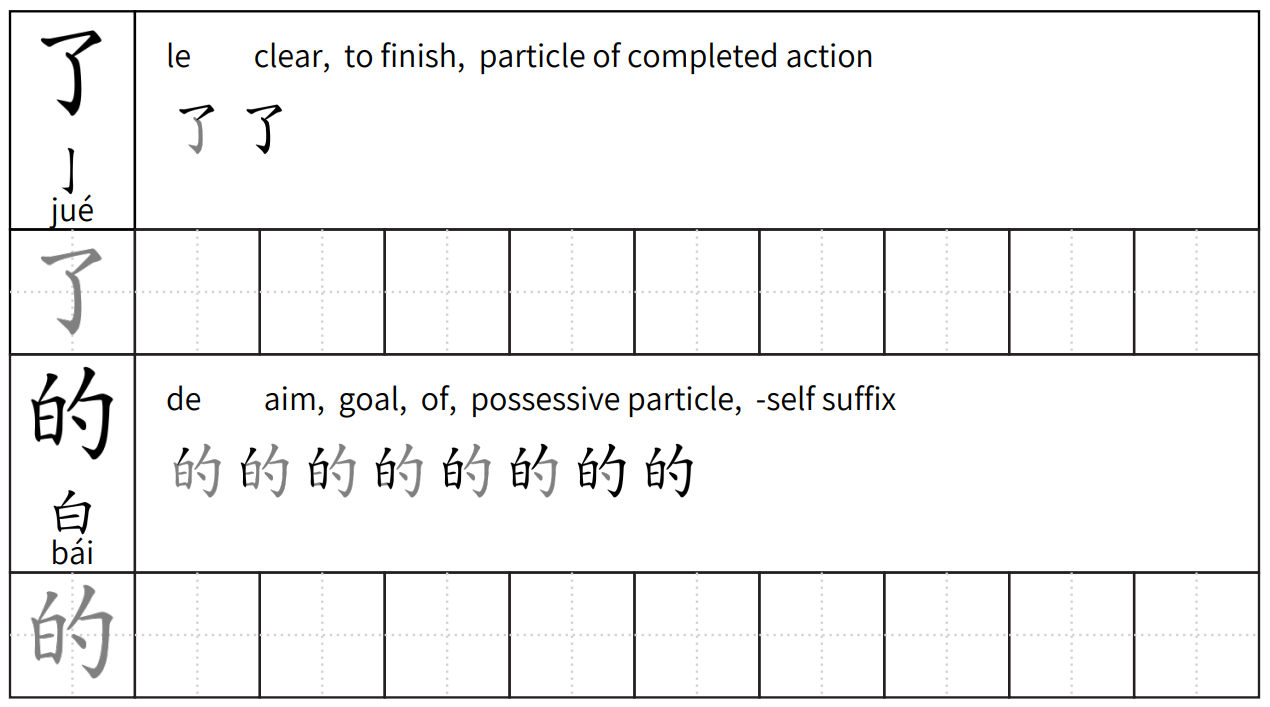 了
亅
jué
le clear, to finish, particle of completed action
了 了
了
的
白
bái
de aim, goal, of, possessive particle, -self suffix
的 的 的 的 的 的 的 的
的